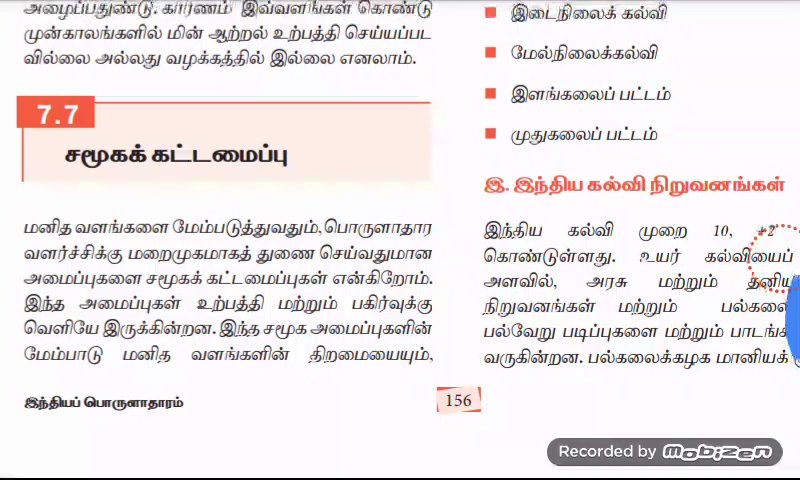 அழைப்பதுண்டு. காரணம் இவ்வளங்கள் கொண்டு
முன்காலங்களில் மின் ஆற்றல் உற்பத்தி செய்யப்பட
வில்லை அல்லது வழக்கத்தில் இல்லை எனலாம்.
7.7
சமூகக் கட்டமைப்பு
மனித வளங்களை மேம்படுத்துவதும், பொருளாதார
வளர்ச்சிக்கு மறைமுகமாகத் துணை செய்வதுமான
அமைப்புகளை சமூகக் கட்டமைப்புகள் என்கிறோம்.
இந்த அமைப்புகள் உற்பத்தி மற்றும் பகிர்வுக்கு
வெளியே இருக்கின்றன. இந்த சமூக அமைப்புகளின்
மேம்பாடு மனித வளங்களின் திறமையையும்,
இடைநிலைக் கல்வி
மேல்நிலைக்கல்வி
இளங்கலைப் பட்டம்
முதுகலைப் பட்டம்
இ. இந்திய கல்வி நிறுவனங்கள்
இந்திய கல்வி முறை 10, +2
கொண்டுள்ளது. உயர் கல்வியைப்
அளவில், அரசு மற்றும்
நிறுவனங்கள் மற்றும்
பல்வேறு படிப்புகளை மற்றும்
வருகின்றன. பல்கலைக்கழக மானியக்
இந்தியப் பொருளாதாரம்
156
Recorded by mobizen